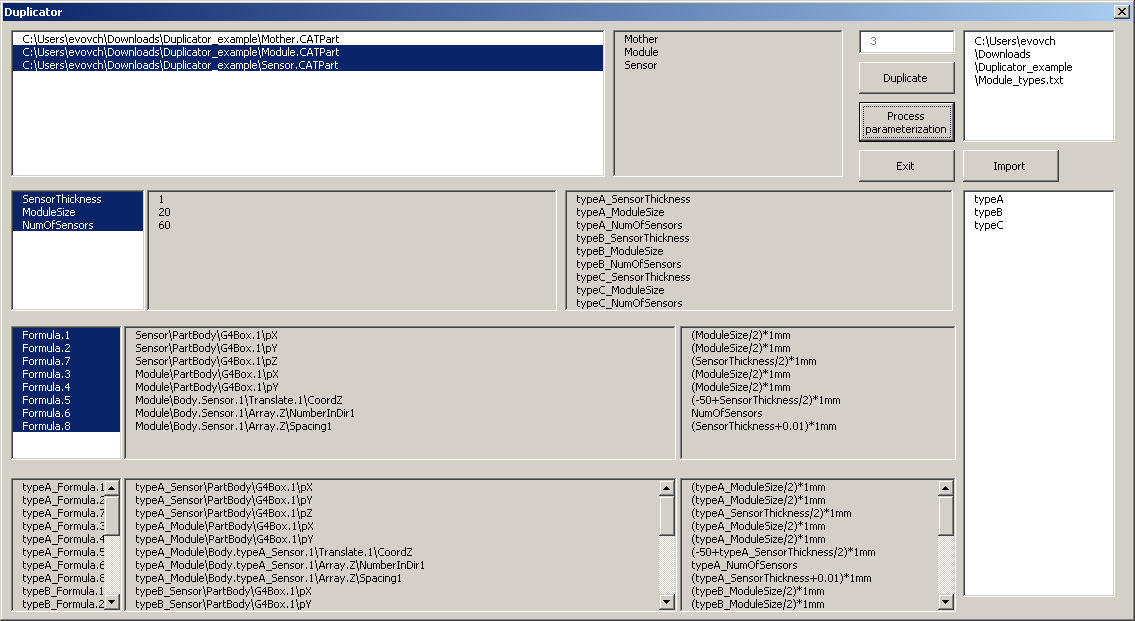 Duplicator
C:\Users\evovch\Downloads\Duplicator_example\Mother.CATPart
C:\Users\evovch\Downloads\Duplicator_example\Module.CATPart
C:\Users\evovch\Downloads\Duplicator_example\Sensor.CATPart
Mother
Module
Sensor
3
Duplicate
Process
parameterization
Exit
C:\Users\evovch
\Downloads
\Duplicator_example
\Module_types.txt
Import
SensorThickness
ModuleSize
NumOfSensors
1
20
60
typeA_SensorThickness
typeA_ModuleSize
typeA_NumOfSensors
typeB_SensorThickness
typeB_ModuleSize
typeB_NumOfSensors
typeC_SensorThickness
typeC_ModuleSize
typeC_NumOfSensors
typeA
typeB
typeC
Formula.1
Formula.2
Formula.7
Formula.3
Formula.4
Formula.5
Formula.6
Formula.8
Sensor\PartBody\G4Box.1\pX
Sensor\PartBody\G4Box.1\pY
Sensor\PartBody\G4Box.1\pZ
Module\PartBody\G4Box.1\pX
Module\PartBody\G4Box.1\pY
Module\Body.Sensor.1\Translate.1\CoordZ
Module\Body.Sensor.1\Array.Z\NumberInDir1
Module\Body.Sensor.1\Array.Z\Spacing1
(ModuleSize/2)*1mm
(ModuleSize/2)*1mm
(SensorThickness/2)*1mm
(ModuleSize/2)*1mm
(ModuleSize/2)*1mm
(-50+SensorThickness/2)*1mm
NumOfSensors
(SensorThickness+0.01)*1mm
typeA_Formula.1
typeA_Formula.2
typeA_Formula.7
typeA_Formula.3
typeA_Formula.4
typeA_Formula.5
typeA_Formula.6
typeA_Formula.8
typeB_Formula.1
typeB_Formula.2
typeA_Sensor\PartBody\G4Box.1\pX
typeA_Sensor\PartBody\G4Box.1\pY
typeA_Sensor\PartBody\G4Box.1\pZ
typeA_Module\PartBody\G4Box.1\pX
typeA_Module\PartBody\G4Box.1\pY
typeA_Module\Body.typeA_Sensor.1\Translate.1\CoordZ
typeA_Module\Body.typeA_Sensor.1\Array.Z\NumberInDir1
typeA_Module\Body.typeA_Sensor.1\Array.Z\Spacing1
typeB_Sensor\PartBody\G4Box.1\pX
typeB_Sensor\PartBody\G4Box.1\pY
(typeA_ModuleSize/2)*1mm
(typeA_ModuleSize/2)*1mm
(typeA_SensorThickness/2)*1mm
(typeA_ModuleSize/2)*1mm
(typeA_ModuleSize/2)*1mm
(-50+typeA_SensorThickness/2)*1mm
typeA_NumOfSensors
(typeA_SensorThickness+0.01)*1mm
(typeB_ModuleSize/2)*1mm
(typeB_ModuleSize/2)*1mm